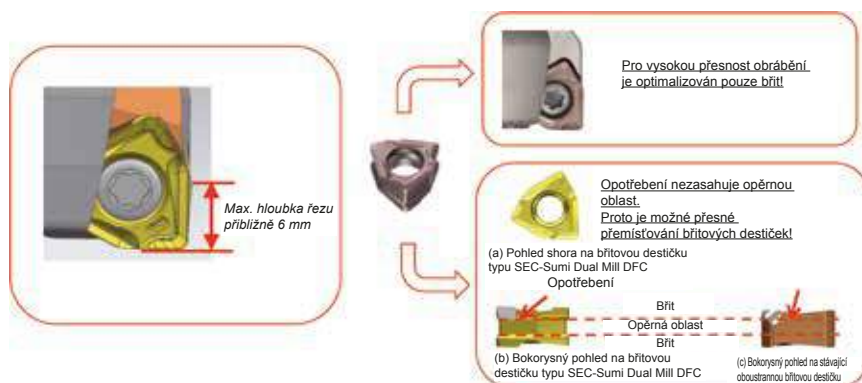 Max. hloubka řezu
přibližně 6 mm
Pro vysokou přesnost obrábění
je optimalizován pouze břit!
Opotřebení nezasahuje opěrnou
oblast.
Proto je možné přesné
přemísťování břitových destiček!
(a) Pohled shora na břitovou destičku
typu SEC-Sumi Dual Mill DFC
Opotřebení
Břit
Opěrná oblast
Břit
(b) Bokorysný pohled na břitovou
destičku typu SEC-Sumi Dual Mill DFC
(c) Bokorysný pohled na stávající
oboustrannou břitovou destičku